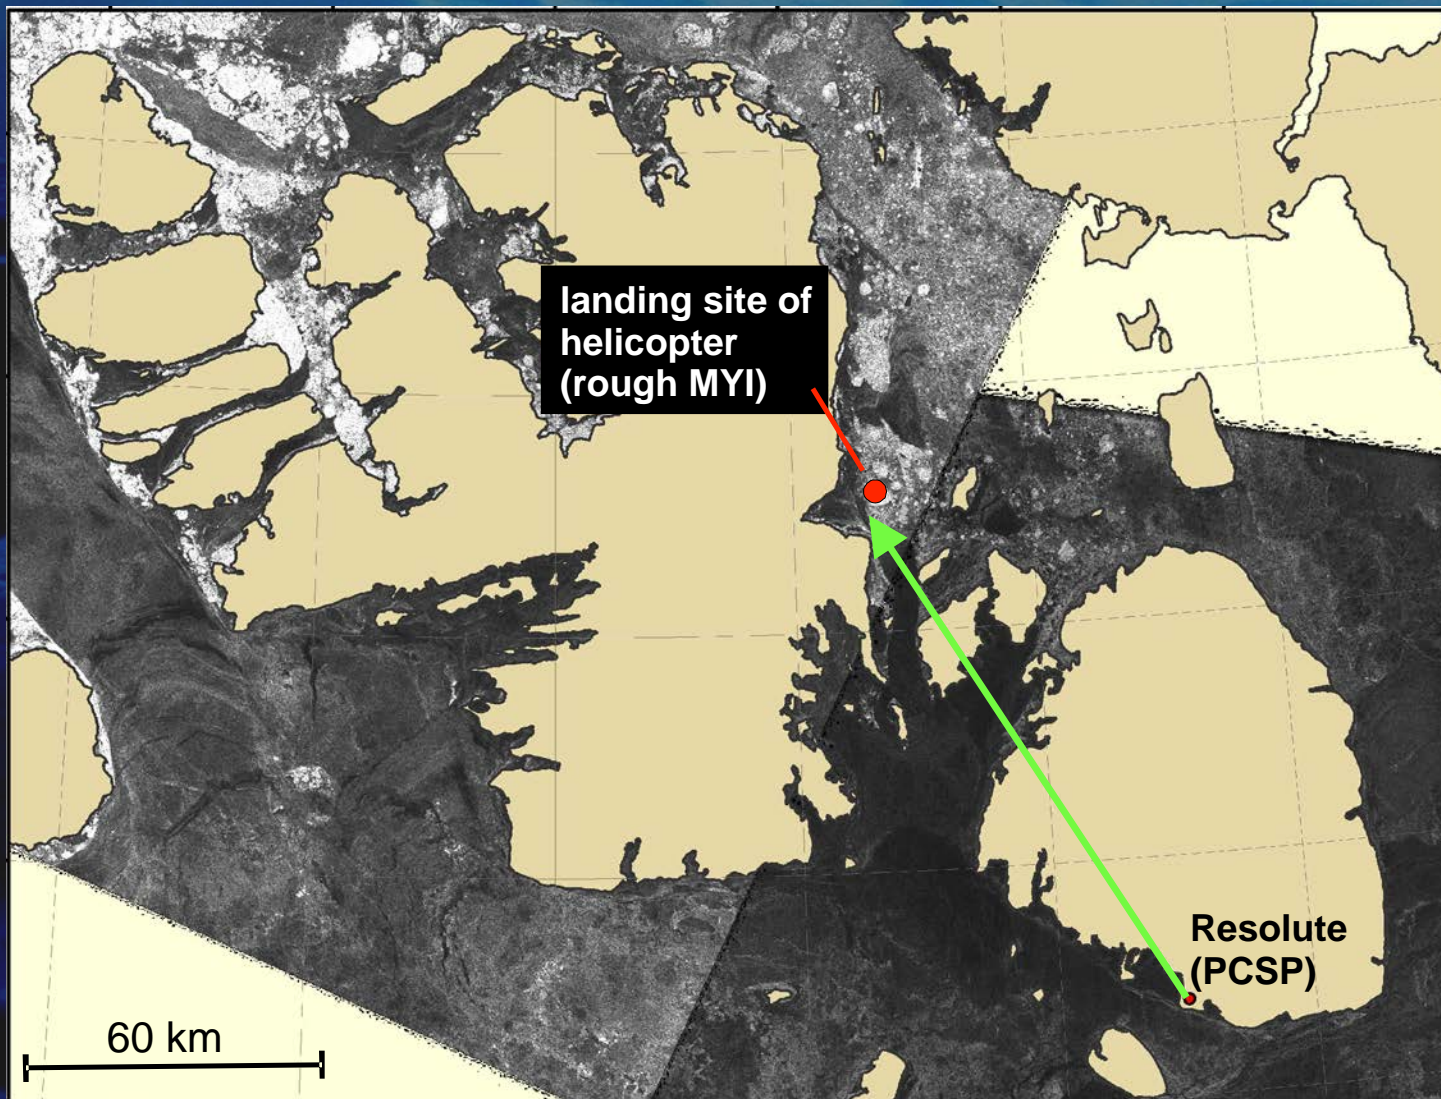 landing site of
helicopter
(rough MYI)
Resolute
(PCSP)
60 km